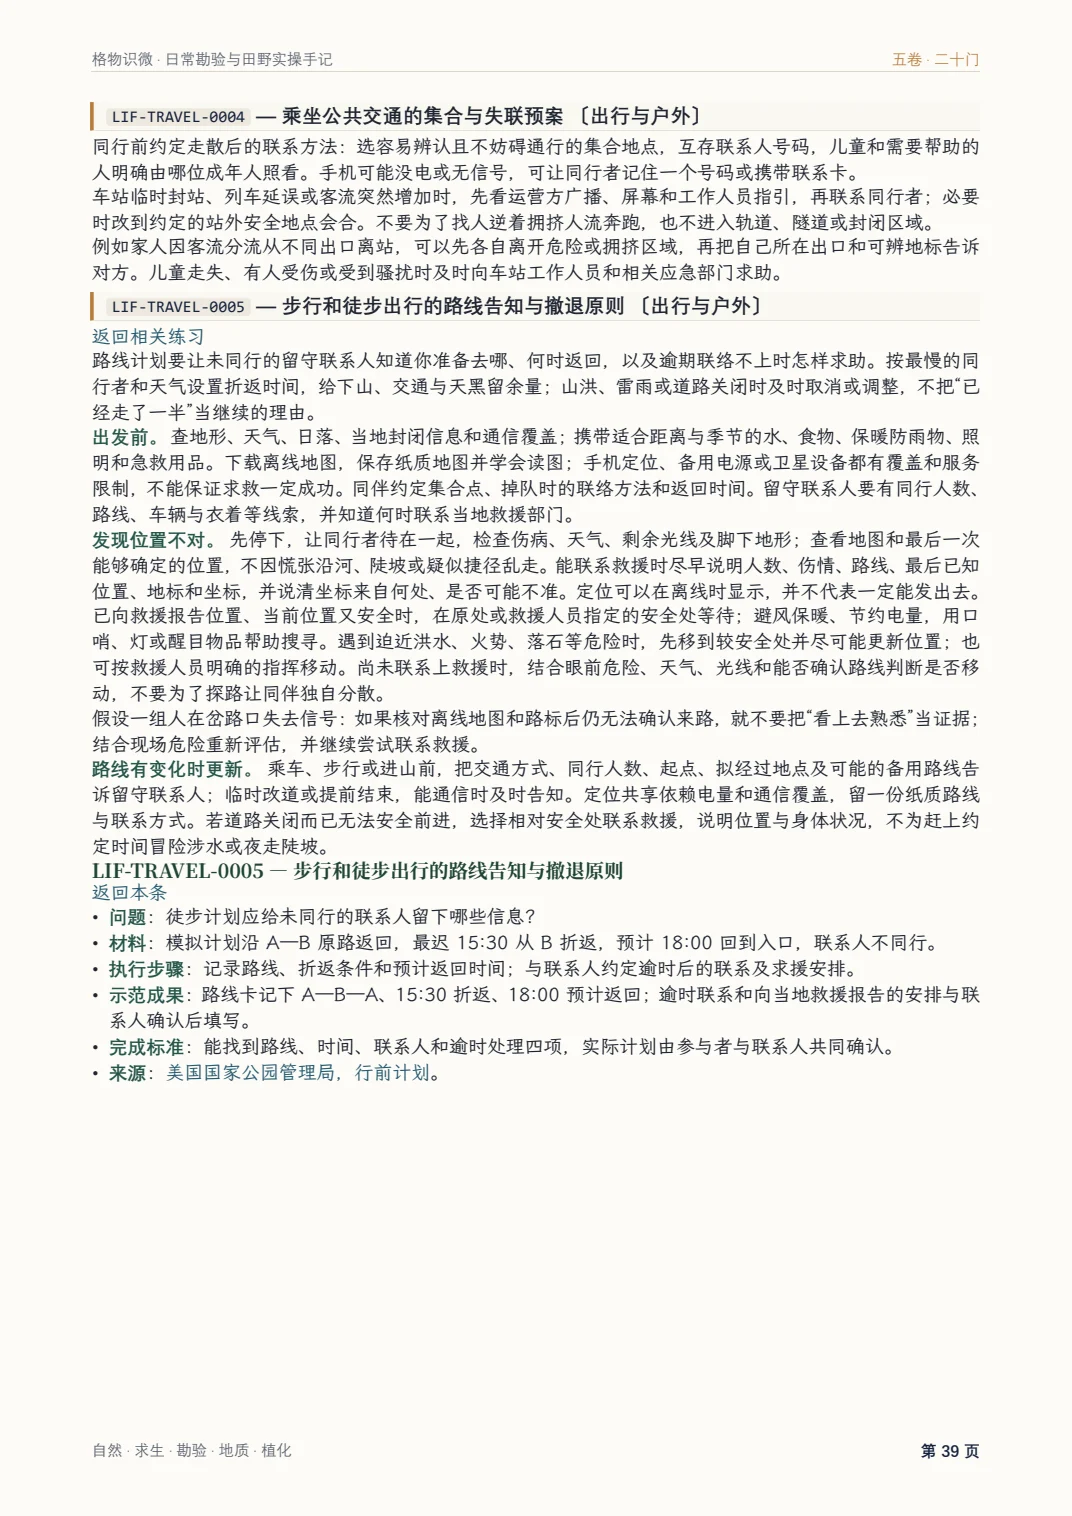 格物识微 · 日常勘验与田野实操手记
五卷 · 二十门
LIF-TRAVEL-0004 — 乘坐公共交通的集合与失联预案 〔出行与户外〕
同行前约定走散后的联系方法：选容易辨认且不妨碍通行的集合地点，互存联系人号码，儿童和需要帮助的
人明确由哪位成年人照看。手机可能没电或无信号，可让同行者记住一个号码或携带联系卡。
车站临时封站、列车延误或客流突然增加时，先看运营方广播、屏幕和工作人员指引，再联系同行者；必要
时改到约定的站外安全地点会合。不要为了找人逆着拥挤人流奔跑，也不进入轨道、隧道或封闭区域。
例如家人因客流分流从不同出口离站，可以先各自离开危险或拥挤区域，再把自己所在出口和可辨地标告诉
对方。儿童走失、有人受伤或受到骚扰时及时向车站工作人员和相关应急部门求助。
LIF-TRAVEL-0005 — 步行和徒步出行的路线告知与撤退原则 〔出行与户外〕
返回相关练习
路线计划要让未同行的留守联系人知道你准备去哪、何时返回，以及逾期联络不上时怎样求助。按最慢的同
行者和天气设置折返时间，给下山、交通与天黑留余量；山洪、雷雨或道路关闭时及时取消或调整，不把“已
经走了一半”当继续的理由。
出发前。查地形、天气、日落、当地封闭信息和通信覆盖；携带适合距离与季节的水、食物、保暖防雨物、照
明和急救用品。下载离线地图，保存纸质地图并学会读图；手机定位、备用电源或卫星设备都有覆盖和服务
限制，不能保证求救一定成功。同伴约定集合点、掉队时的联络方法和返回时间。留守联系人要有同行人数、
路线、车辆与衣着等线索，并知道何时联系当地救援部门。
发现位置不对。先停下，让同行者待在一起，检查伤病、天气、剩余光线及脚下地形；查看地图和最后一次
能够确定的位置，不因慌张沿河、陡坡或疑似捷径乱走。能联系救援时尽早说明人数、伤情、路线、最后已知
位置、地标和坐标，并说清坐标来自何处、是否可能不准。定位可以在离线时显示，并不代表一定能发出去。
已向救援报告位置、当前位置又安全时，在原处或救援人员指定的安全处等待；避风保暖、节约电量，用口
哨、灯或醒目物品帮助搜寻。遇到迫近洪水、火势、落石等危险时，先移到较安全处并尽可能更新位置；也
可按救援人员明确的指挥移动。尚未联系上救援时，结合眼前危险、天气、光线和能否确认路线判断是否移
动，不要为了探路让同伴独自分散。
假设一组人在岔路口失去信号：如果核对离线地图和路标后仍无法确认来路，就不要把“看上去熟悉”当证据；
结合现场危险重新评估，并继续尝试联系救援。
路线有变化时更新。乘车、步行或进山前，把交通方式、同行人数、起点、拟经过地点及可能的备用路线告
诉留守联系人；临时改道或提前结束，能通信时及时告知。定位共享依赖电量和通信覆盖，留一份纸质路线
与联系方式。若道路关闭而已无法安全前进，选择相对安全处联系救援，说明位置与身体状况，不为赶上约
定时间冒险涉水或夜走陡坡。
LIF-TRAVEL-0005 — 步行和徒步出行的路线告知与撤退原则
返回本条
• 问题：徒步计划应给未同行的联系人留下哪些信息？
• 材料：模拟计划沿 A—B 原路返回，最迟 15:30 从 B 折返，预计 18:00 回到入口，联系人不同行。
• 执行步骤：记录路线、折返条件和预计返回时间；与联系人约定逾时后的联系及求援安排。
• 示范成果：路线卡记下 A—B—A、15:30 折返、18:00 预计返回；逾时联系和向当地救援报告的安排与联
系人确认后填写。
• 完成标准：能找到路线、时间、联系人和逾时处理四项，实际计划由参与者与联系人共同确认。
• 来源：美国国家公园管理局，行前计划。
自然 · 求生 · 勘验 · 地质 · 植化
第 39 页